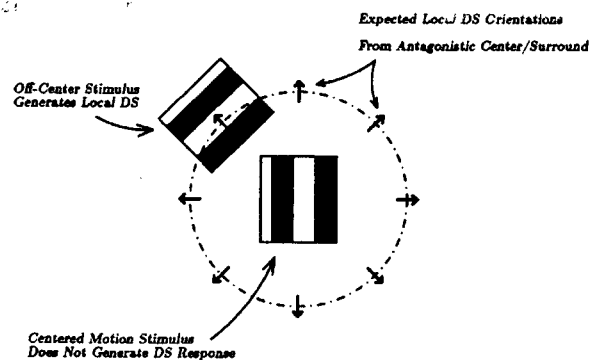 Expected Local DS Orientations
From Antagonistic Center/Surround
Off-Center Stimulus
Generates Local DS
Centered Motion Stimulus
Does Not Generate DS Response